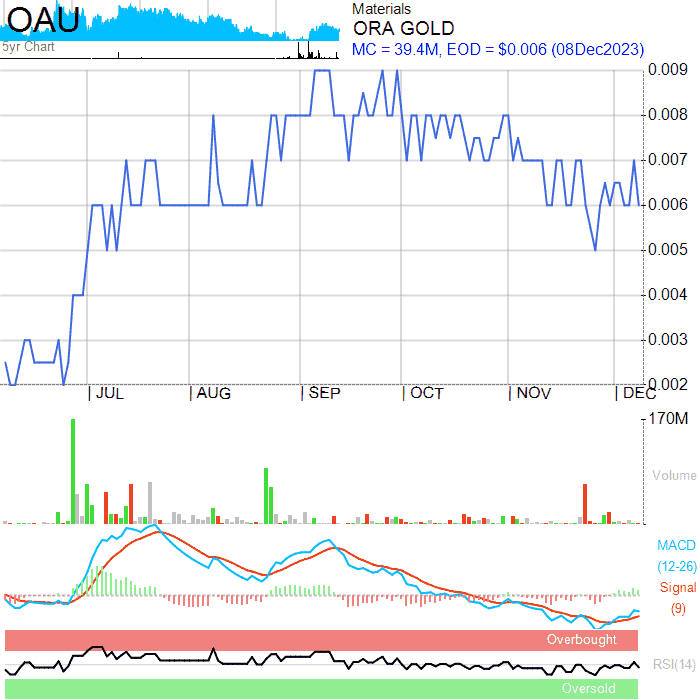 OAU
5yr Chart
Materials
ORA GOLD
MC = 39.4M, EOD = $0.006 (08Dec2023)
0.009
0.008
0.007
0.006
0.005
0.004
0.003
0.002
JUL AUG SEP OCT NOV DEC
170M
Volume
MACD
(12-26)
Signal
(9)
Overbought
RSI(14)
Oversold